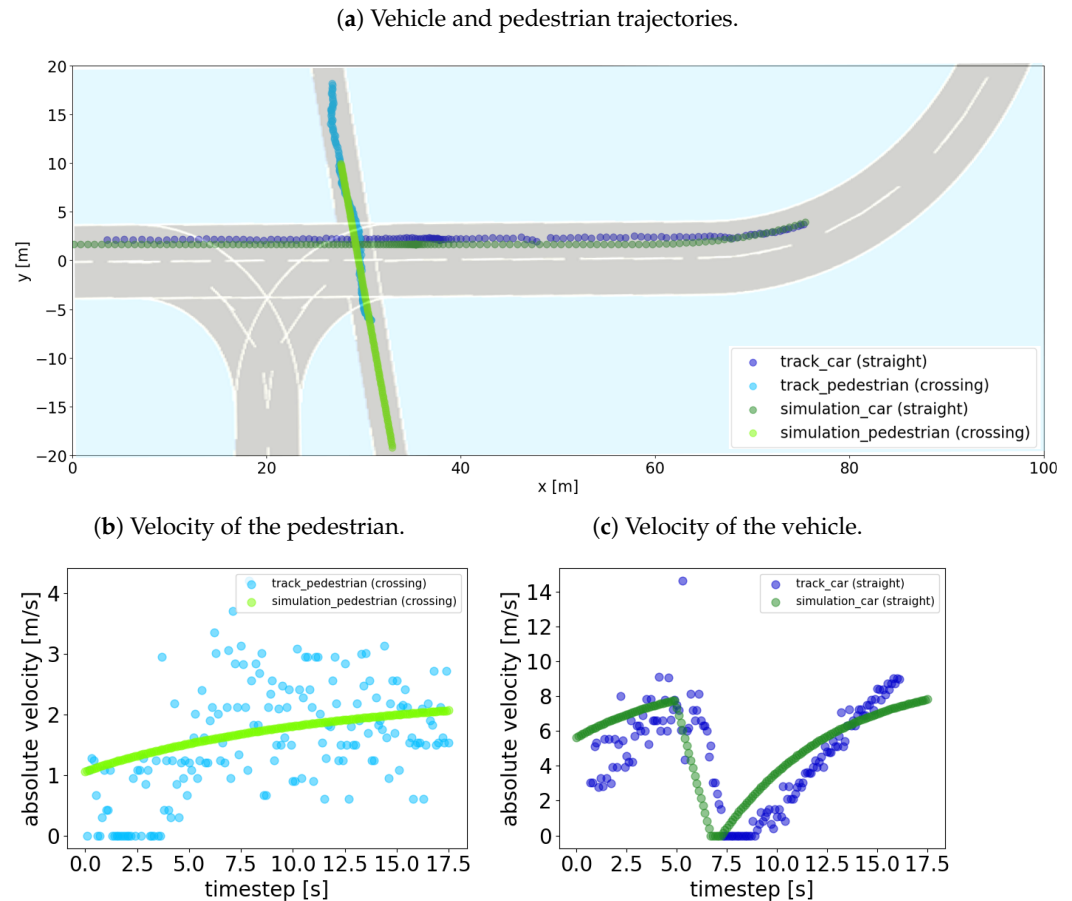 (a) Vehicle and pedestrian trajectories.
20
15
10
5
0
−5
−10
−15
−20
y [m]
0 20 40 60 80 100
x [m]
track_car (straight)
track_pedestrian (crossing)
simulation_car (straight)
simulation_pedestrian (crossing)
(b) Velocity of the pedestrian.
4
3
2
1
0
absolute velocity [m/s]
0.0 2.5 5.0 7.5 10.0 12.5 15.0 17.5
timestep [s]
track_pedestrian (crossing)
simulation_pedestrian (crossing)
(c) Velocity of the vehicle.
14
12
10
8
6
4
2
0
absolute velocity [m/s]
0.0 2.5 5.0 7.5 10.0 12.5 15.0 17.5
timestep [s]
track_car (straight)
simulation_car (straight)